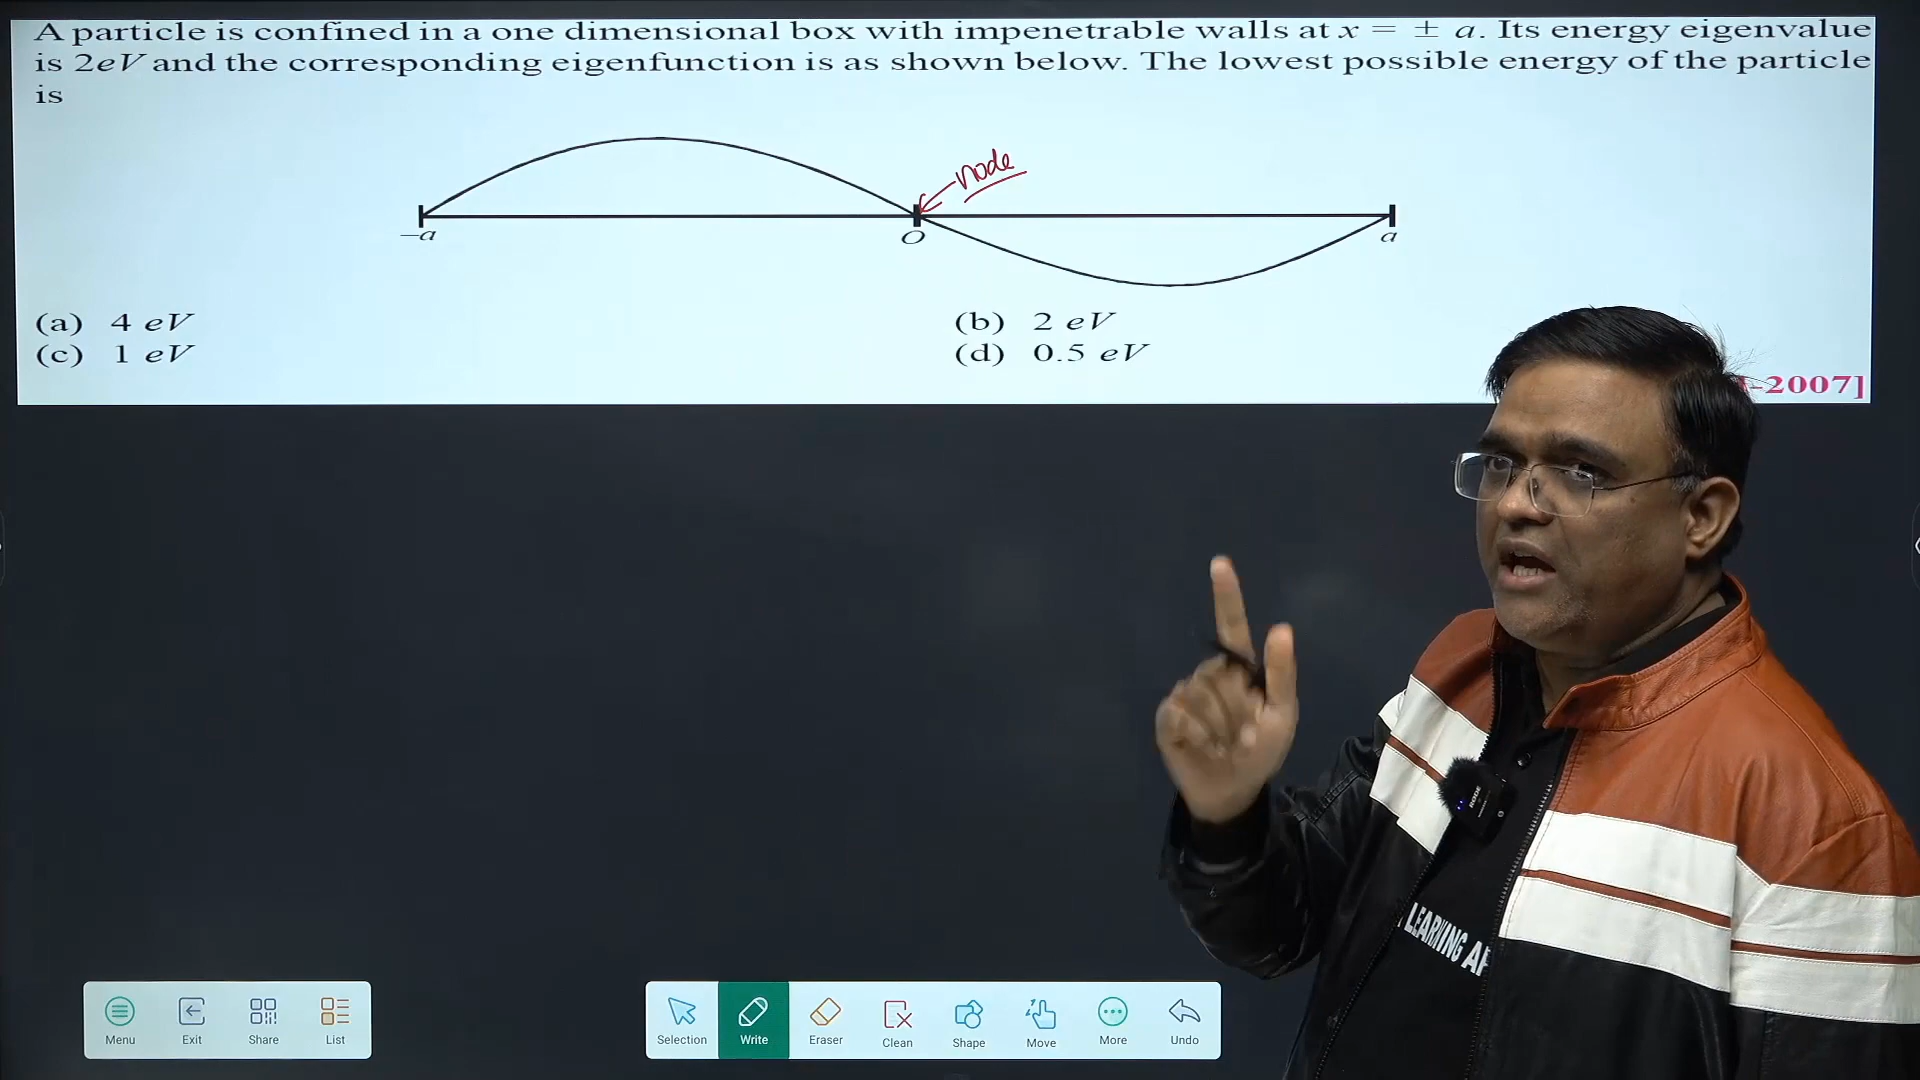 A particle is confined in a one dimensional box with impenetrable walls at x = ± a. Its energy eigenvalue
is 2eV and the corresponding eigenfunction is as shown below. The lowest possible energy of the particle
is
node
–a
O
a
(a) 4 eV
(b) 2 eV
(c) 1 eV
(d) 0.5 eV
-2007]
RODE
LEARNING
Menu
Exit
Share
List
Selection
Write
Eraser
Clean
Shape
Move
More
Undo